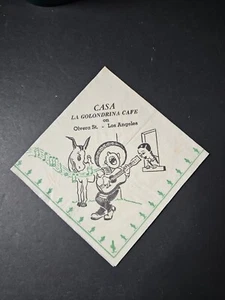 CASA
LA GOLONDRINA CAFE
on
Olvera St. - Los Angeles